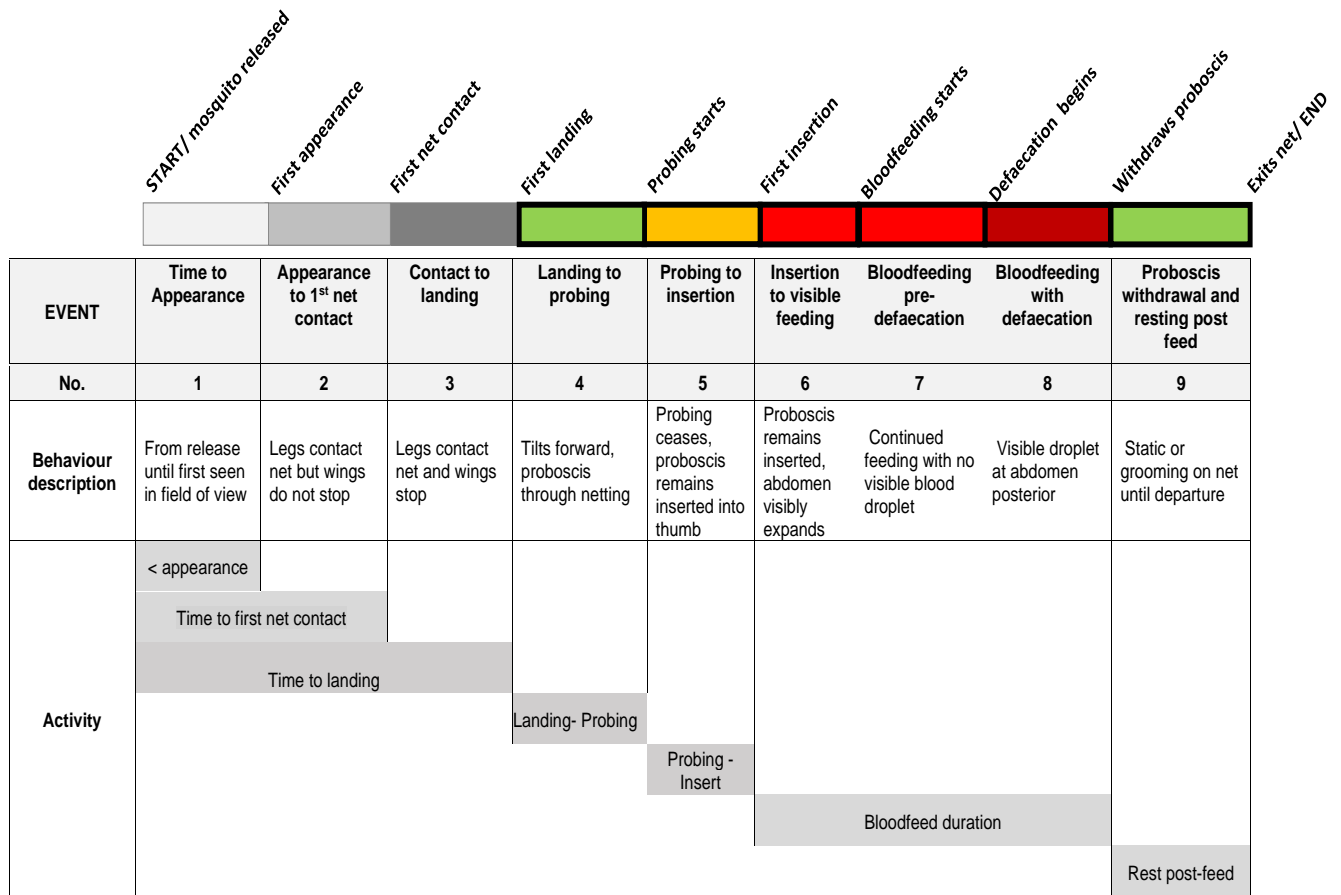 START/ mosquito released
First appearance
First net contact
First landing
Probing starts
First insertion
Bloodfeeding starts
Defaecation begins
Withdraws proboscis
Exits net/ END
EVENT
Time to
Appearance
Appearance
to 1st net
contact
Contact to
landing
Landing to
probing
Probing to
insertion
Insertion
to visible
feeding
Bloodfeeding
pre-
defaecation
Bloodfeeding
with
defaecation
Proboscis
withdrawal and
resting post
feed
No.
1
2
3
4
5
6
7
8
9
Behaviour
description
From release
until first seen
in field of view
Legs contact
net but wings
do not stop
Legs contact
net and wings
stop
Tilts forward,
proboscis
through netting
Probing
ceases,
proboscis
remains
inserted into
thumb
Proboscis
remains
inserted,
abdomen
visibly
expands
Continued
feeding with no
visible blood
droplet
Visible droplet
at abdomen
posterior
Static or
grooming on net
until departure
Activity
< appearance
Time to first net contact
Time to landing
Landing- Probing
Probing -
Insert
Bloodfeed duration
Rest post-feed